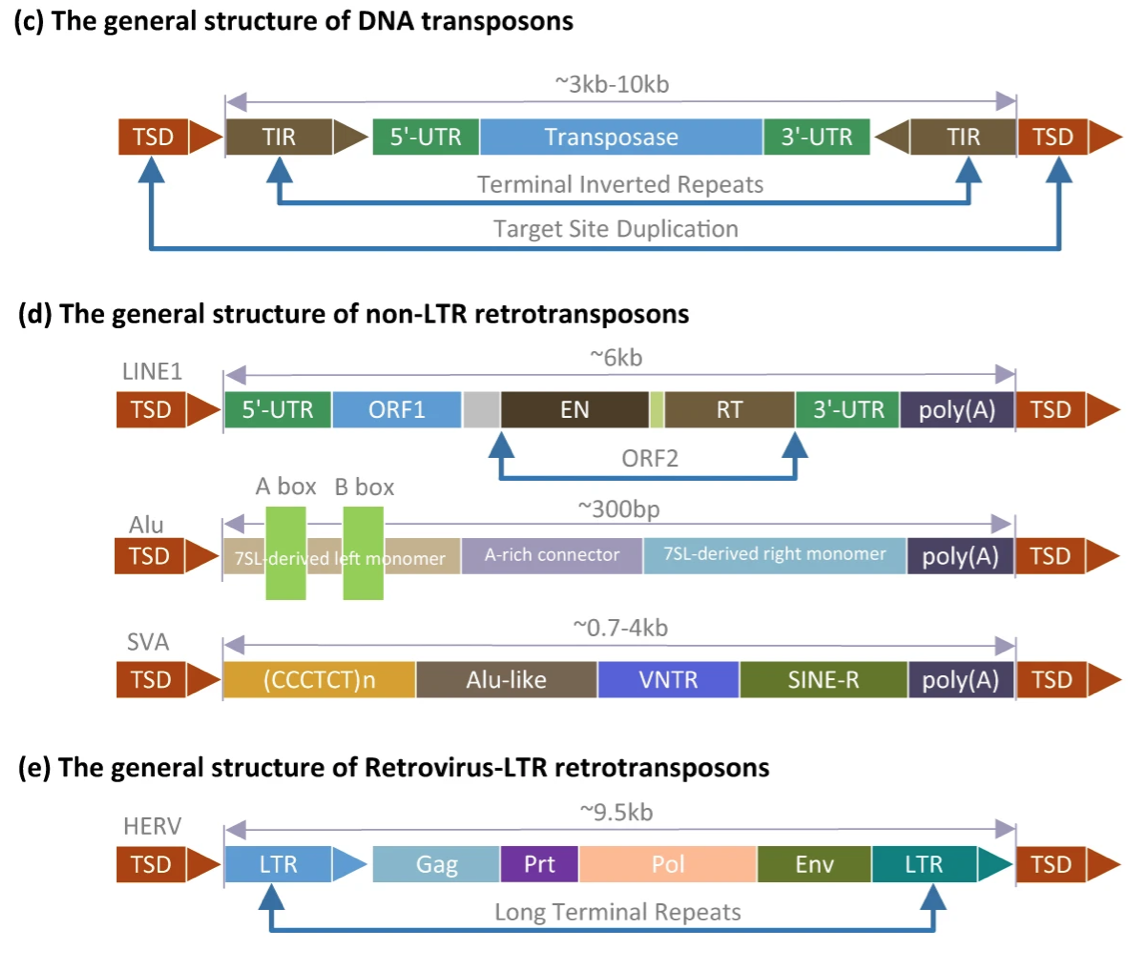 (c) The general structure of DNA transposons
~3kb-10kb
TSD TIR 5'-UTR Transposase 3'-UTR TIR TSD
Terminal Inverted Repeats
Target Site Duplication
(d) The general structure of non-LTR retrotransposons
LINE1 ~6kb
TSD 5'-UTR ORF1 EN RT 3'-UTR poly(A) TSD
ORF2
A box B box
Alu ~300bp
TSD 7SL-derived left monomer A-rich connector 7SL-derived right monomer poly(A) TSD
SVA ~0.7-4kb
TSD (CCCTCT)n Alu-like VNTR SINE-R poly(A) TSD
(e) The general structure of Retrovirus-LTR retrotransposons
HERV ~9.5kb
TSD LTR Gag Prt Pol Env LTR TSD
Long Terminal Repeats